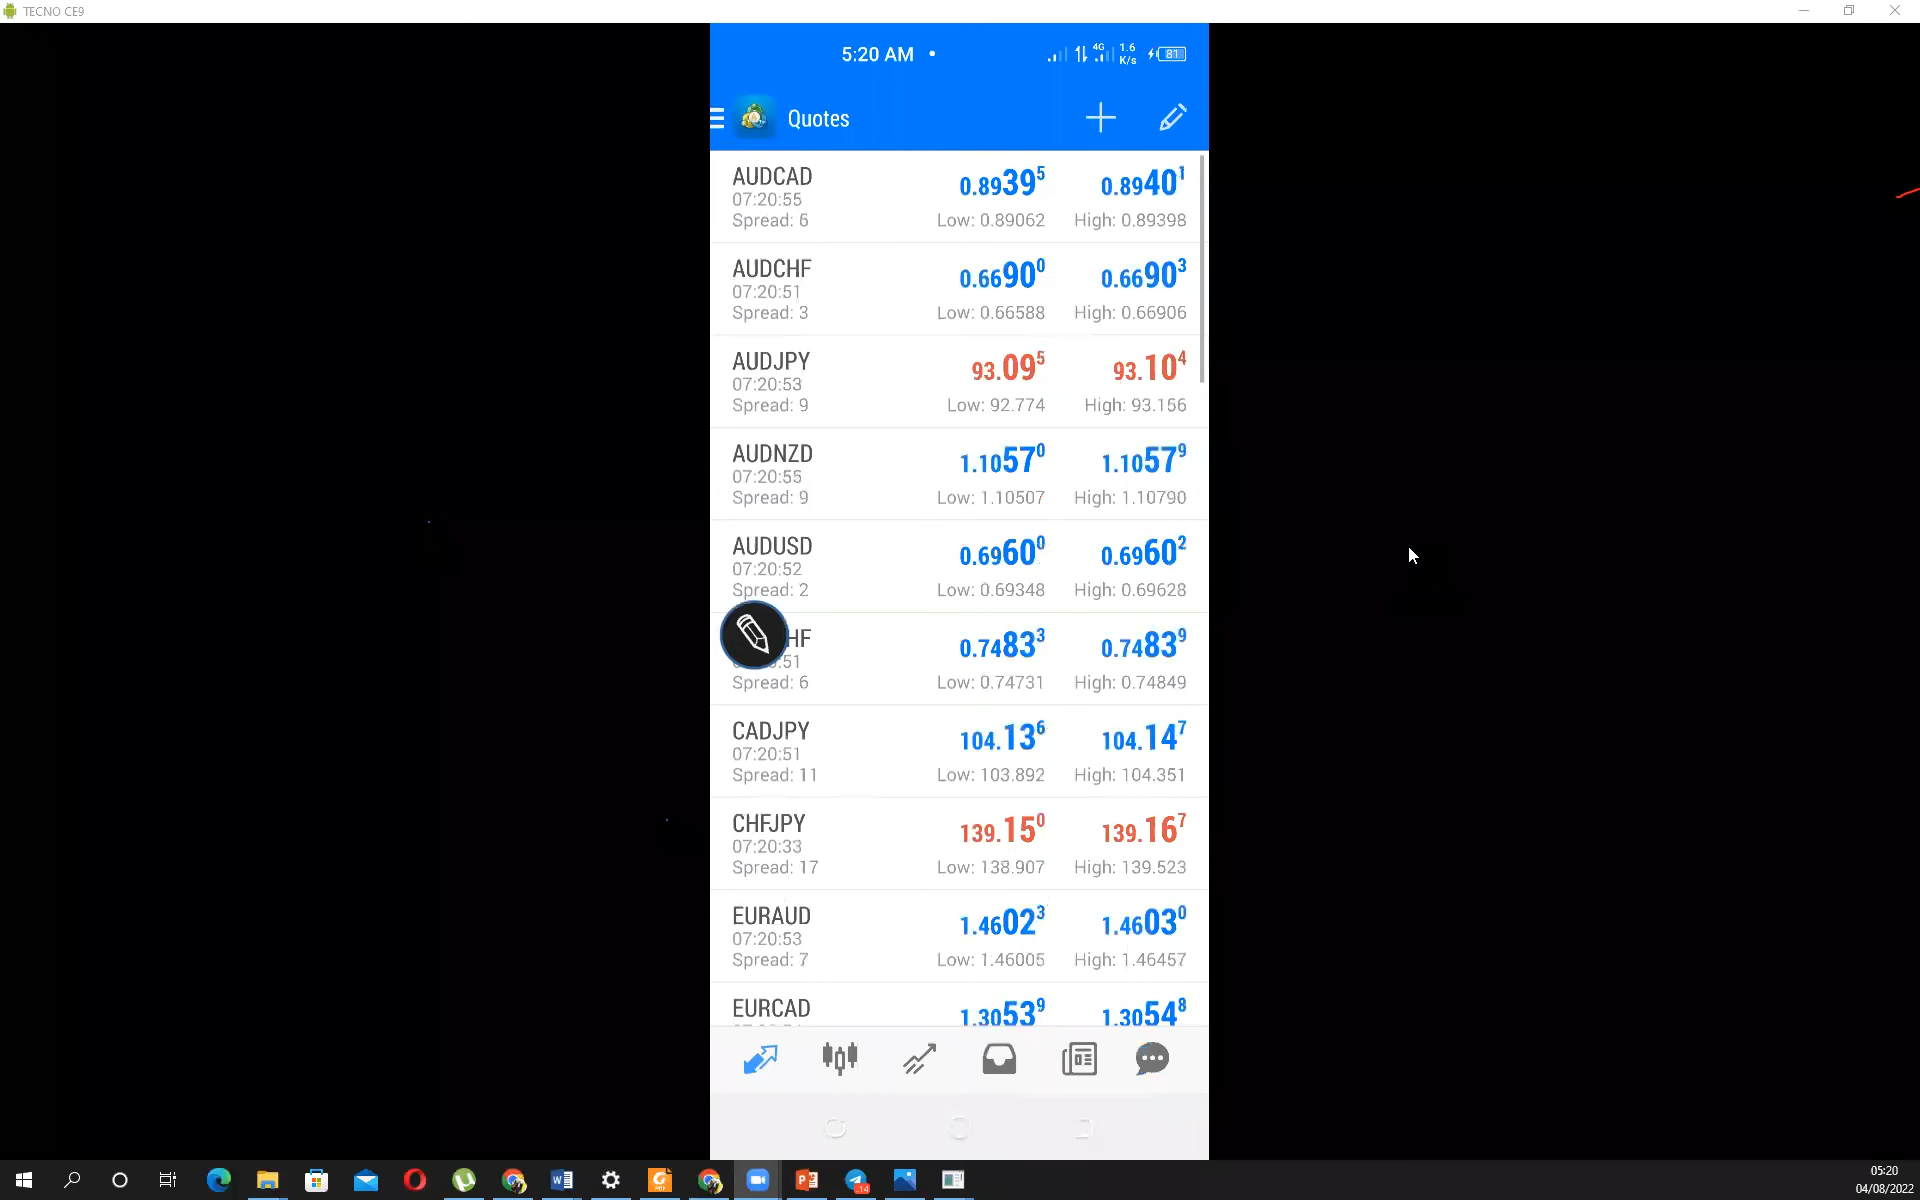 TECNO CE9
5:20 AM •
4G 1.6 K/s 81
Quotes
AUDCAD 0.89395 0.89401
07:20:55
Spread: 6 Low: 0.89062 High: 0.89398
AUDCHF 0.66900 0.66903
07:20:51
Spread: 3 Low: 0.66588 High: 0.66906
AUDJPY 93.095 93.104
07:20:53
Spread: 9 Low: 92.774 High: 93.156
AUDNZD 1.10570 1.10579
07:20:55
Spread: 9 Low: 1.10507 High: 1.10790
AUDUSD 0.69600 0.69602
07:20:52
Spread: 2 Low: 0.69348 High: 0.69628
HF 0.74833 0.74839
:51
Spread: 6 Low: 0.74731 High: 0.74849
CADJPY 104.136 104.147
07:20:51
Spread: 11 Low: 103.892 High: 104.351
CHFJPY 139.150 139.167
07:20:33
Spread: 17 Low: 138.907 High: 139.523
EURAUD 1.46023 1.46030
07:20:53
Spread: 7 Low: 1.46005 High: 1.46457
EURCAD 1.30539 1.30548
14
05:20
04/08/2022